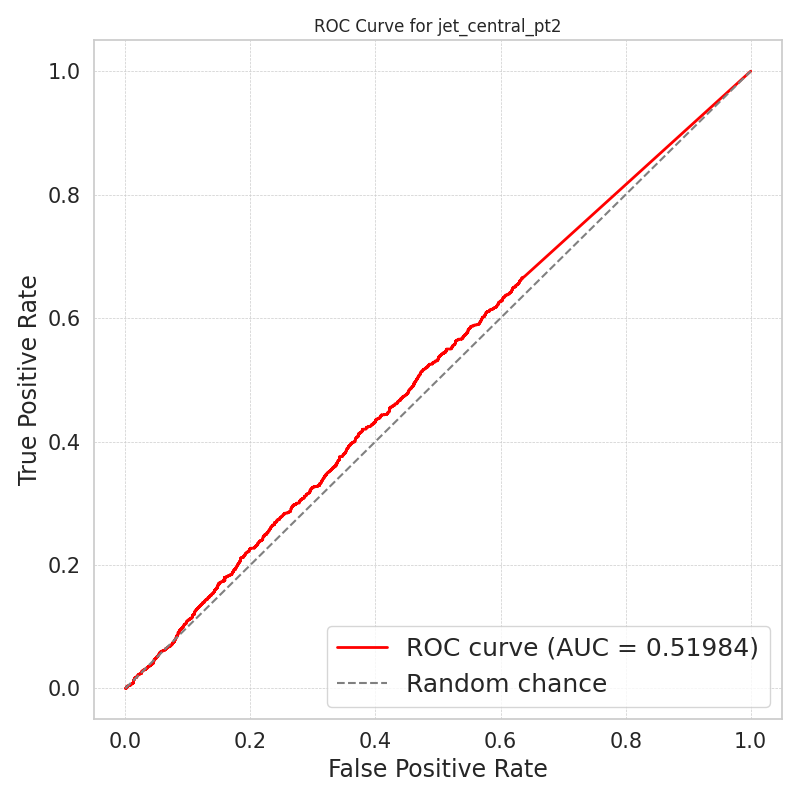 ROC Curve for jet_central_pt2
1.0
0.8
0.6
0.4
0.2
0.0
True Positive Rate
ROC curve (AUC = 0.51984)
Random chance
0.0 0.2 0.4 0.6 0.8 1.0
False Positive Rate